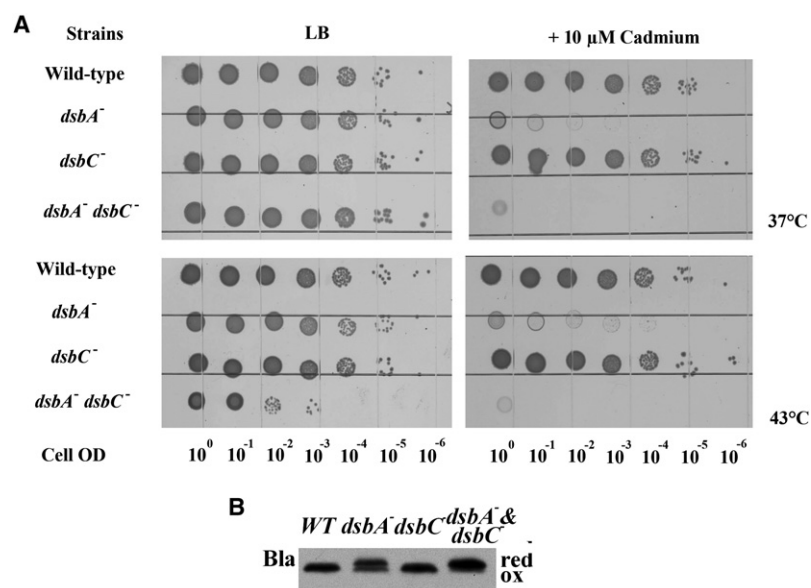 A
Strains LB + 10 µM Cadmium
Wild-type
dsbA⁻
dsbC⁻
dsbA⁻ dsbC⁻
37°C
Wild-type
dsbA⁻
dsbC⁻
dsbA⁻ dsbC⁻
43°C
Cell OD 10⁰ 10⁻¹ 10⁻² 10⁻³ 10⁻⁴ 10⁻⁵ 10⁻⁶ 10⁰ 10⁻¹ 10⁻² 10⁻³ 10⁻⁴ 10⁻⁵ 10⁻⁶
B
WT dsbA⁻ dsbC⁻ dsbA⁻ &
dsbC⁻
Bla red
ox